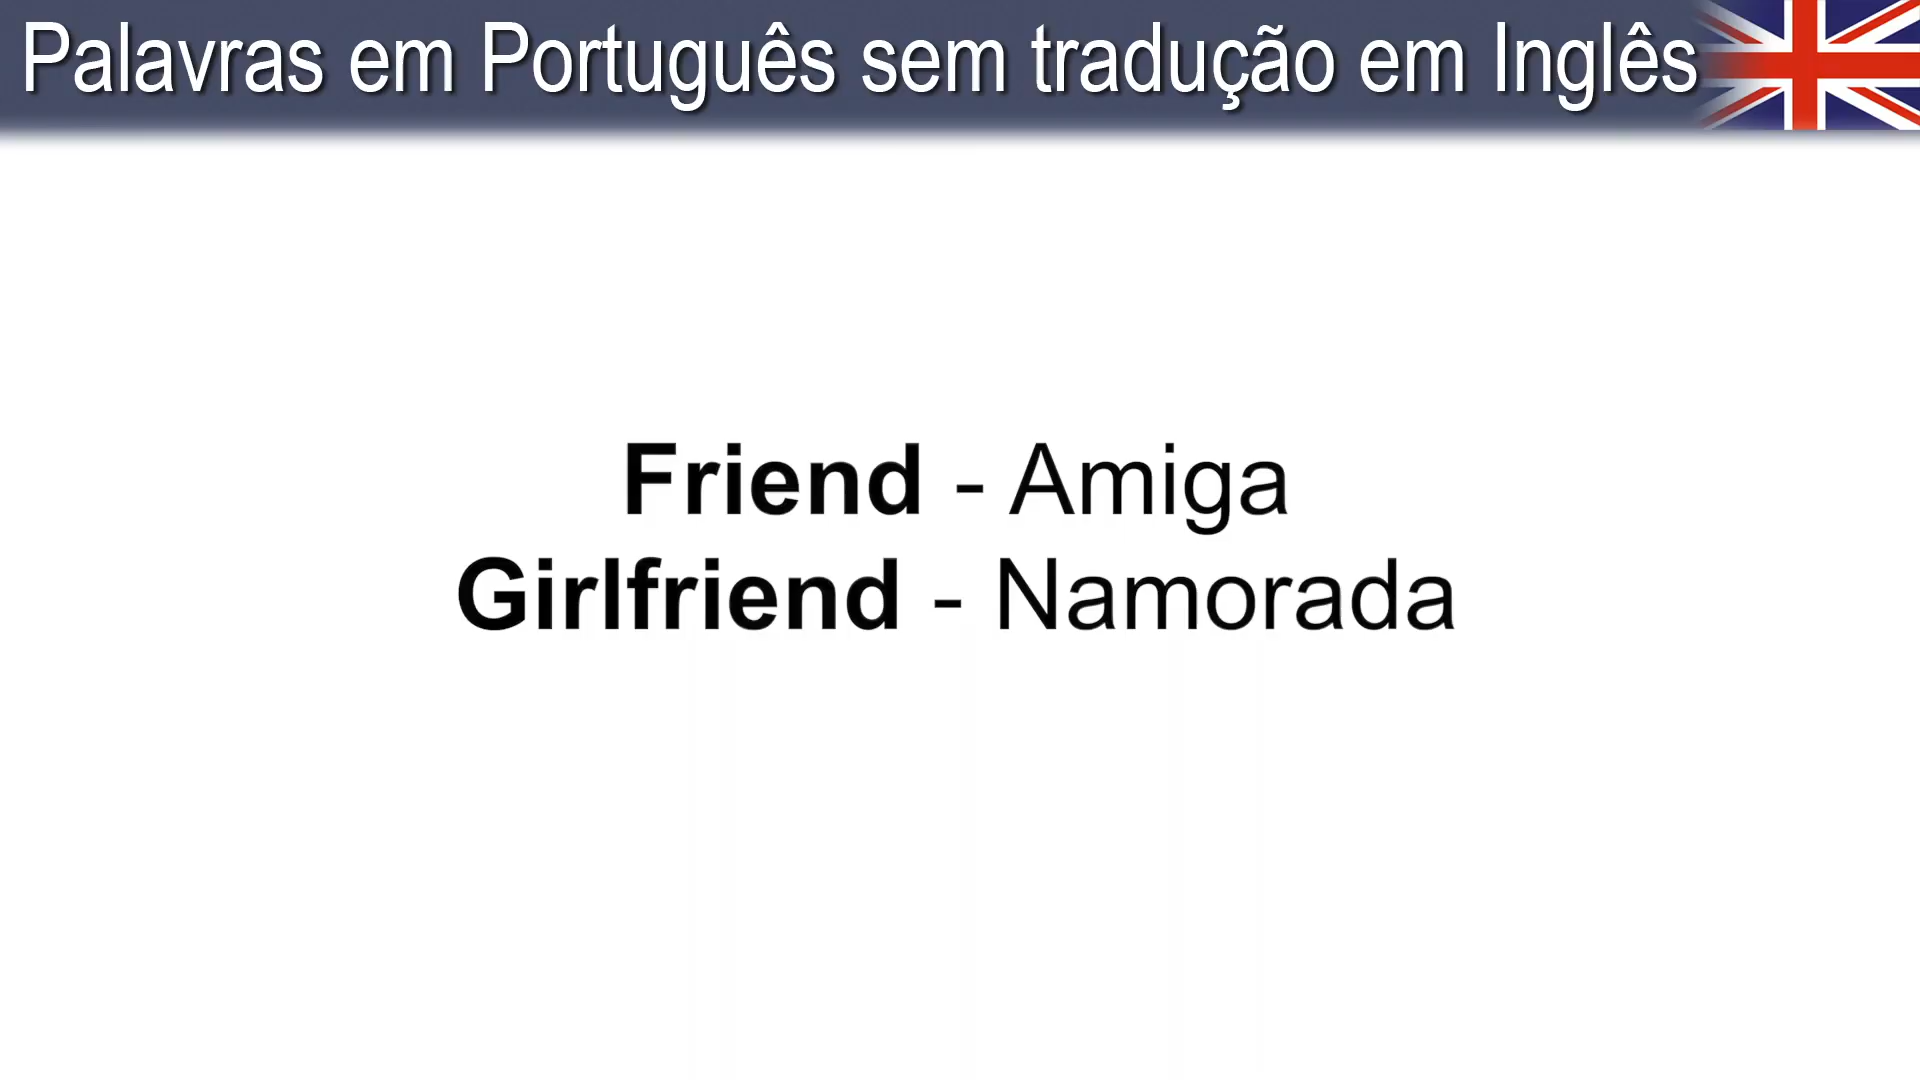 Palavras em Português sem tradução em Inglês
Friend - Amiga
Girlfriend - Namorada